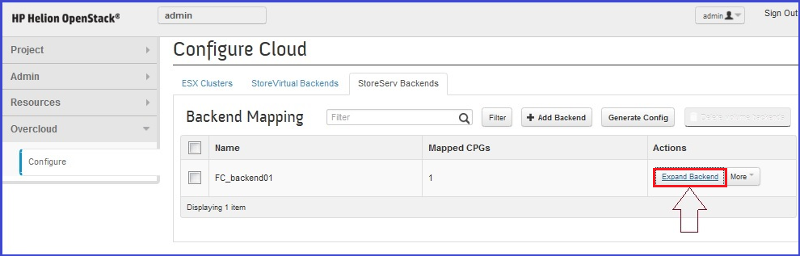 HP Helion OpenStack®
admin
admin
Sign Out
Project
Admin
Resources
Overcloud
Configure
Configure Cloud
ESX Clusters
StoreVirtual Backends
StoreServ Backends
Backend Mapping
Filter
Filter
+ Add Backend
Generate Config
Name
Mapped CPGs
Actions
FC_backend01
1
Expand Backend
More
Displaying 1 item